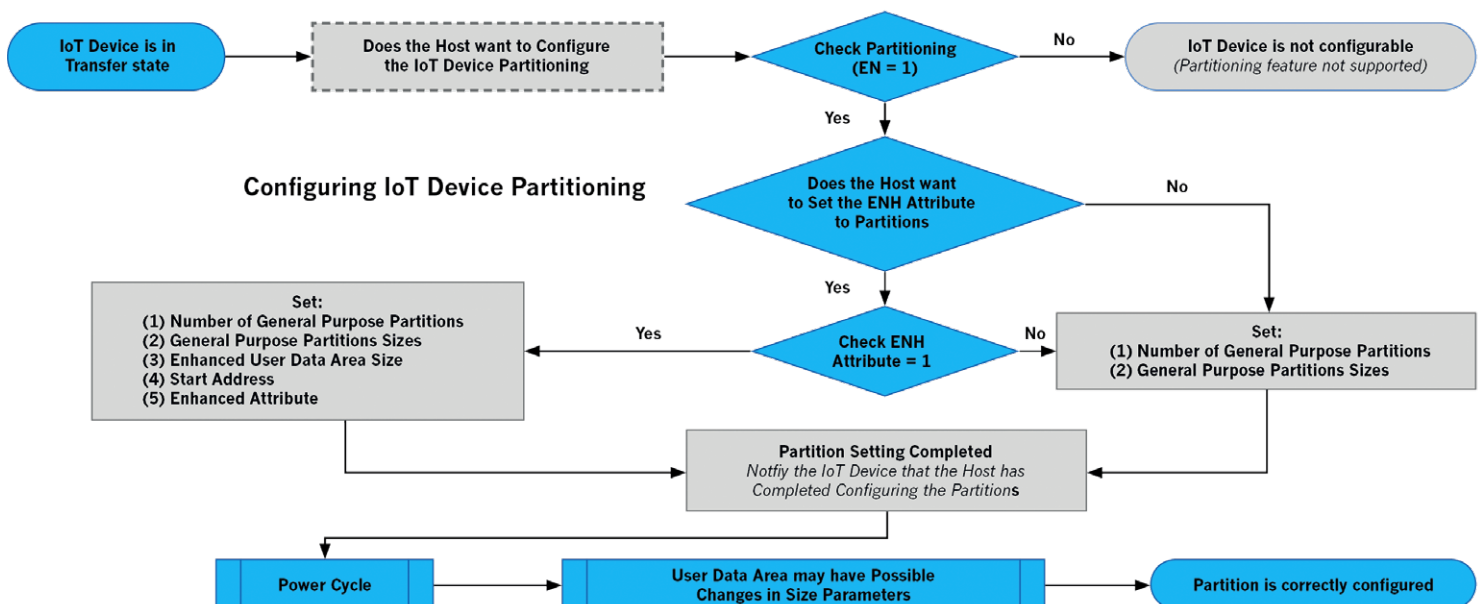 IoT Device is in
Transfer state
Does the Host want to Configure
the IoT Device Partitioning
Check Partitioning
(EN = 1)
No
IoT Device is not configurable
(Partitioning feature not supported)
Yes
Configuring IoT Device Partitioning
Does the Host want
to Set the ENH Attribute
to Partitions
No
Yes
Set:
(1) Number of General Purpose Partitions
(2) General Purpose Partitions Sizes
(3) Enhanced User Data Area Size
(4) Start Address
(5) Enhanced Attribute
Yes
Check ENH
Attribute = 1
No
Set:
(1) Number of General Purpose Partitions
(2) General Purpose Partitions Sizes
Partition Setting Completed
Notfiy the IoT Device that the Host has
Completed Configuring the Partitions
Power Cycle
User Data Area may have Possible
Changes in Size Parameters
Partition is correctly configured